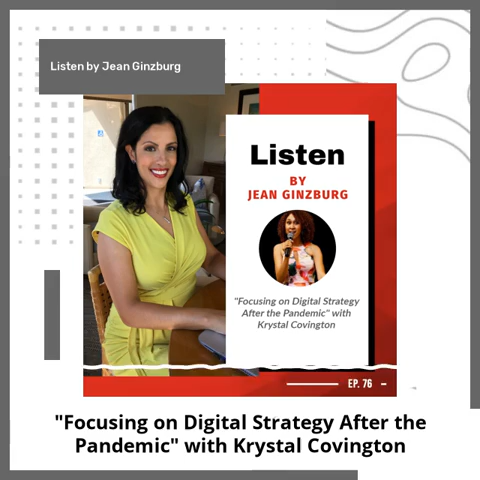 Listen by Jean Ginzburg
Listen
BY
JEAN GINZBURG
"Focusing on Digital Strategy
After the Pandemic" with
Krystal Covington
EP. 76
"Focusing on Digital Strategy After the
Pandemic" with Krystal Covington